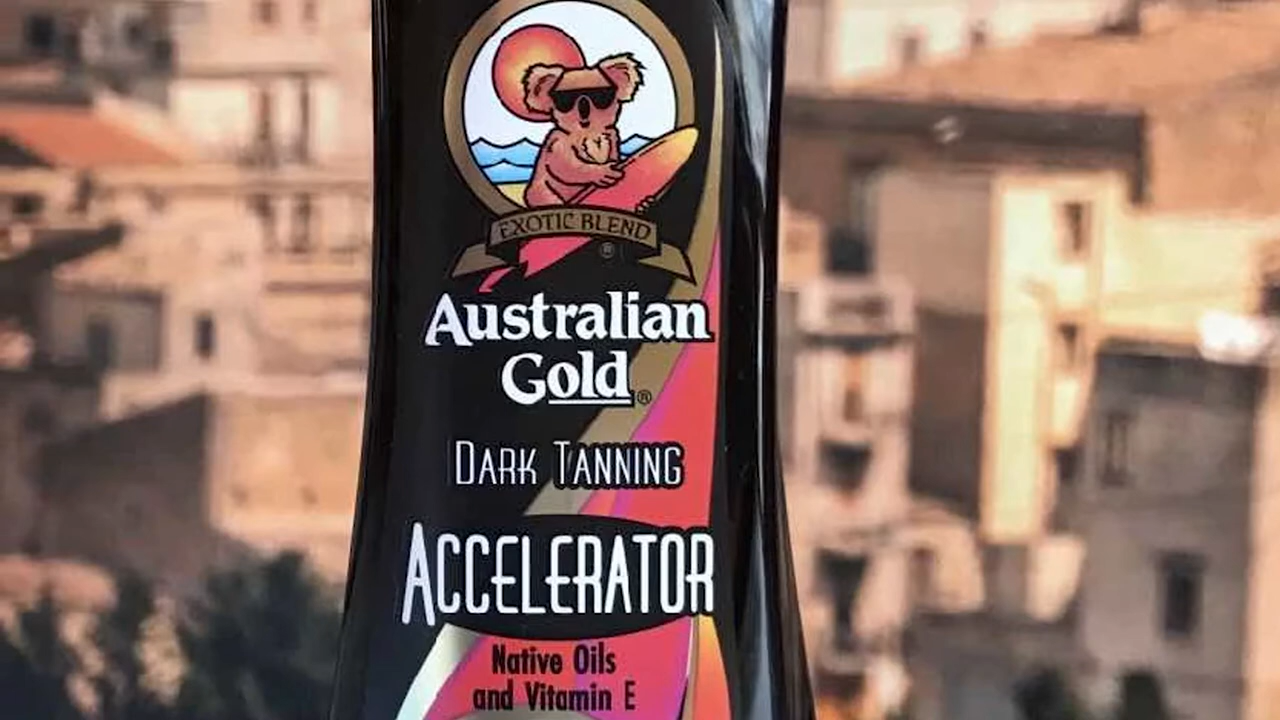 EXOTIC BLEND
®
Australian
Gold®
DARK TANNING
ACCELERATOR
Native Oils
and Vitamin E